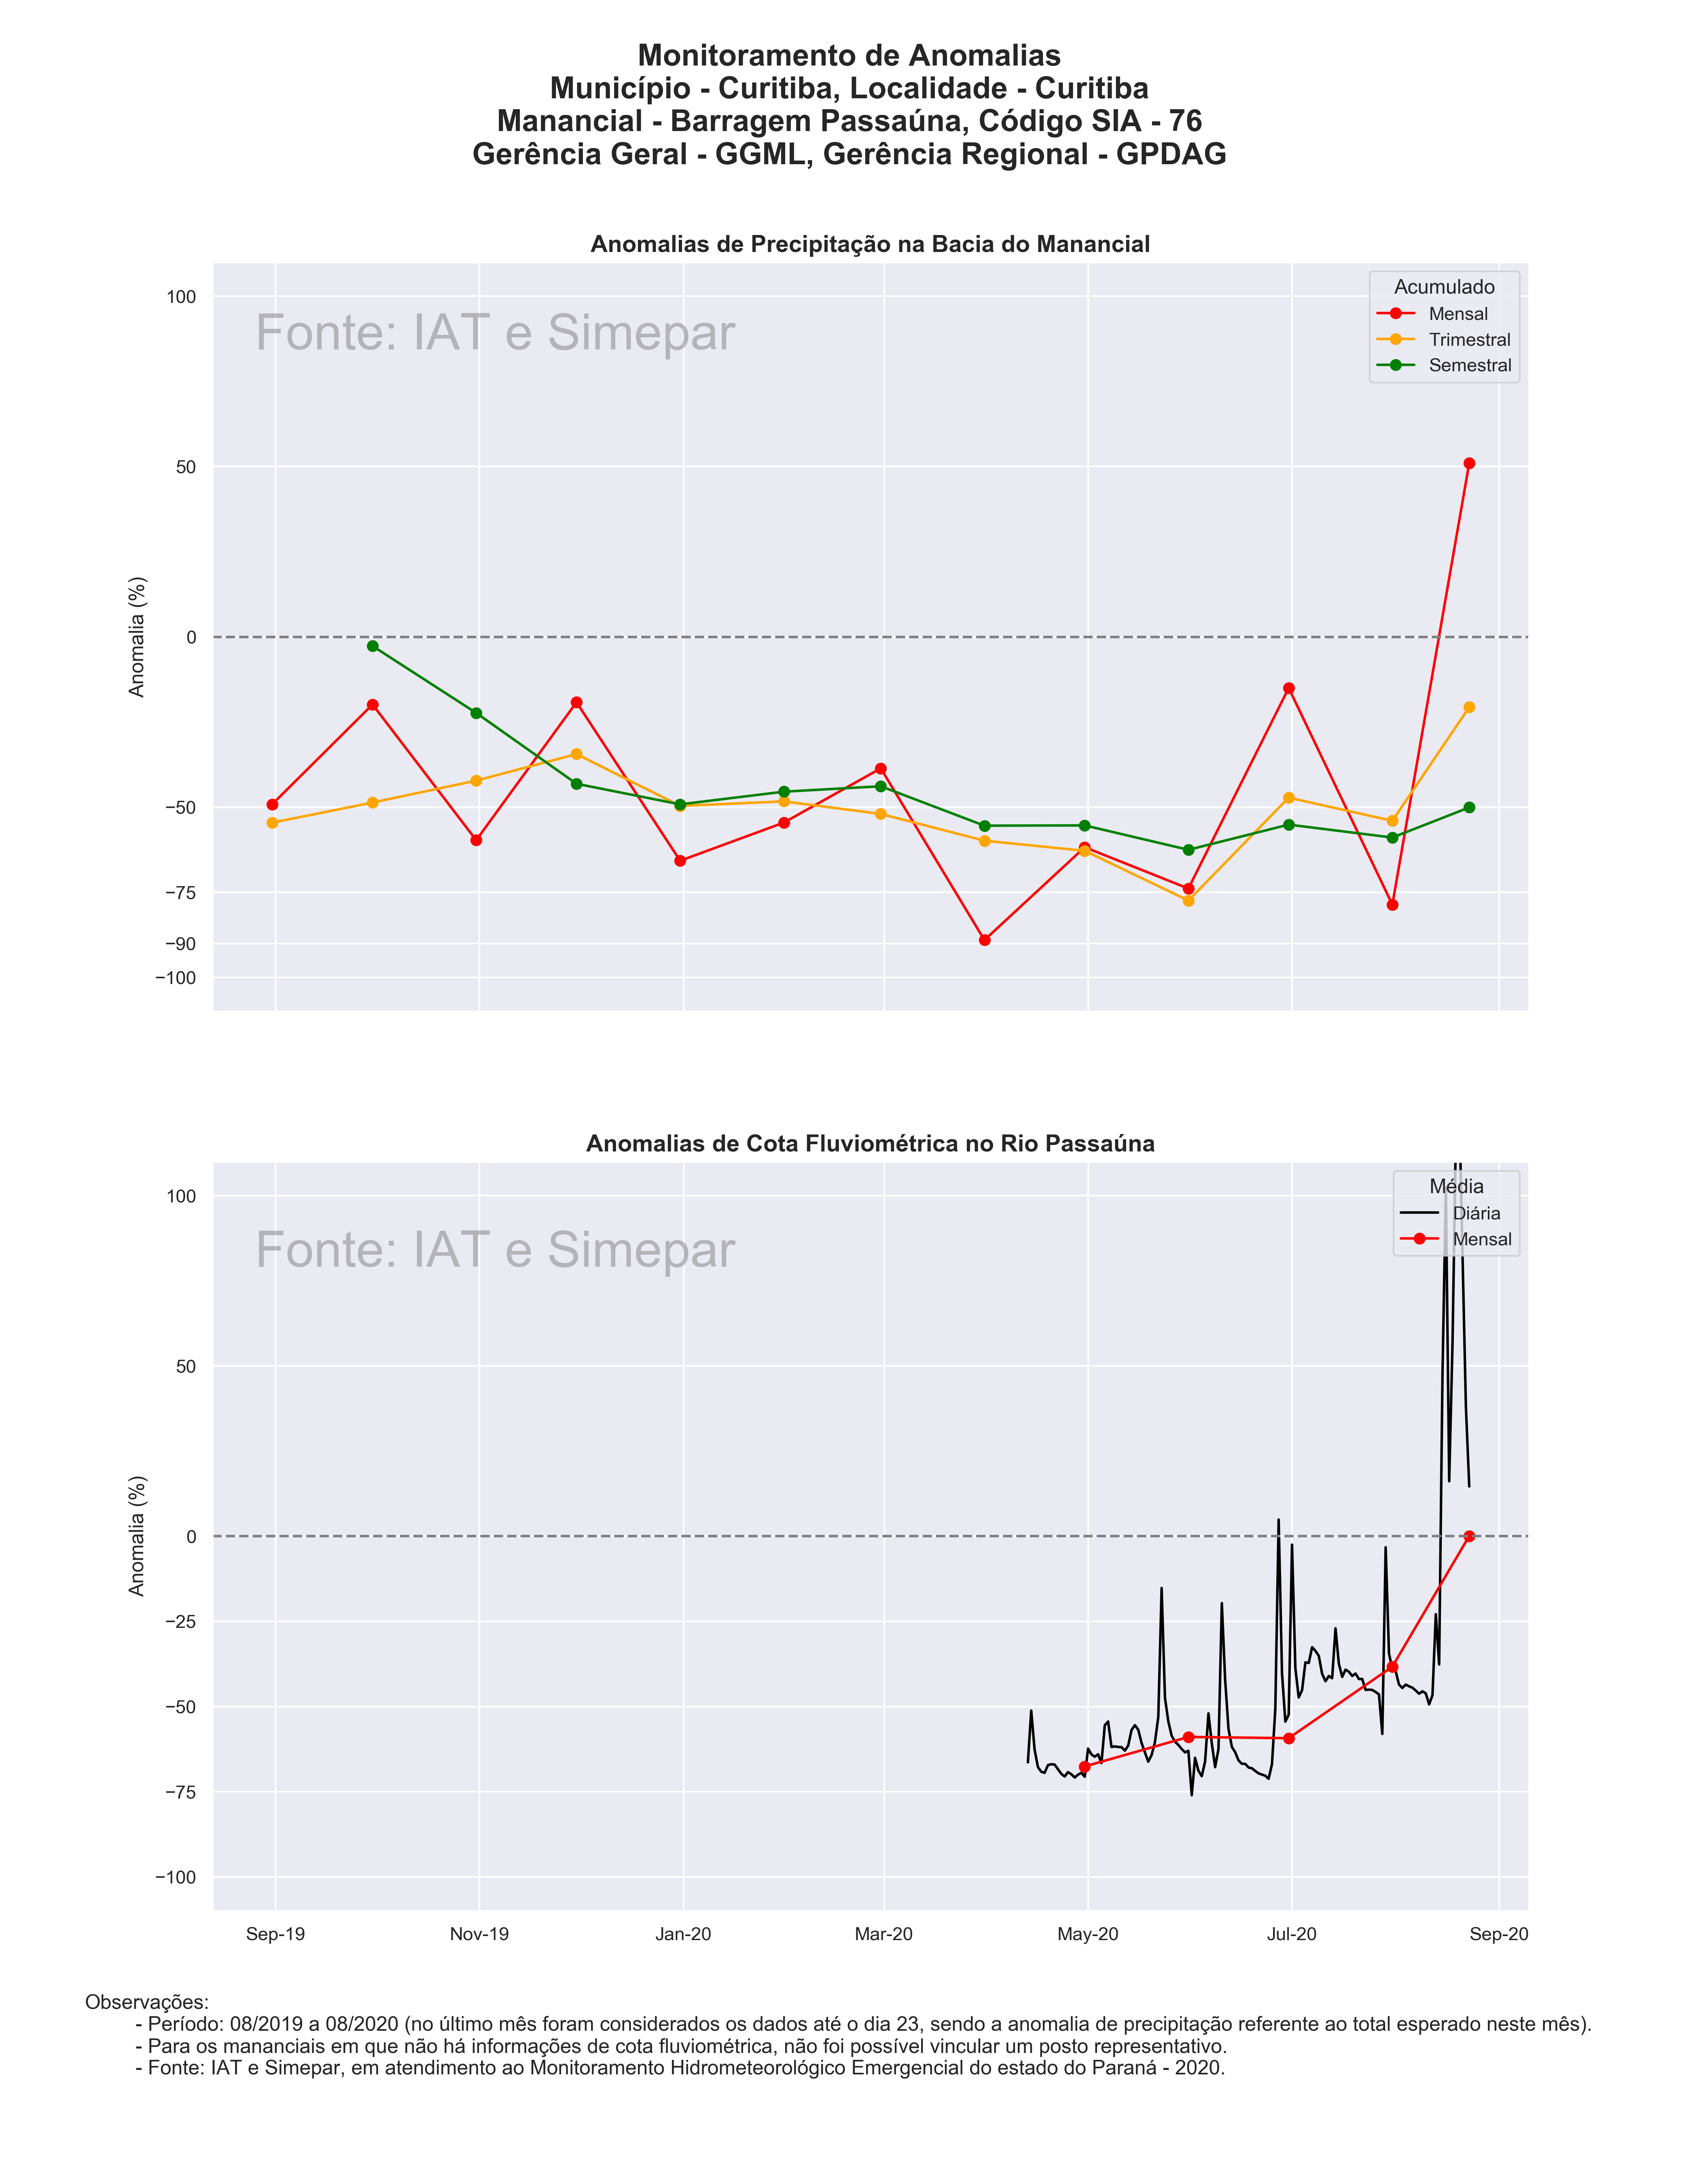 Monitoramento de Anomalias
Município - Curitiba, Localidade - Curitiba
Manancial - Barragem Passaúna, Código SIA - 76
Gerência Geral - GGML, Gerência Regional - GPDAG
Anomalias de Precipitação na Bacia do Manancial
Fonte: IAT e Simepar
Acumulado
Mensal
Trimestral
Semestral
Anomalia (%)
100
50
0
−50
−75
−90
−100
Anomalias de Cota Fluviométrica no Rio Passaúna
Fonte: IAT e Simepar
Média
Diária
Mensal
Anomalia (%)
100
50
0
−25
−50
−75
−100
Sep-19 Nov-19 Jan-20 Mar-20 May-20 Jul-20 Sep-20
Observações:
- Período: 08/2019 a 08/2020 (no último mês foram considerados os dados até o dia 23, sendo a anomalia de precipitação referente ao total esperado neste mês).
- Para os mananciais em que não há informações de cota fluviométrica, não foi possível vincular um posto representativo.
- Fonte: IAT e Simepar, em atendimento ao Monitoramento Hidrometeorológico Emergencial do estado do Paraná - 2020.